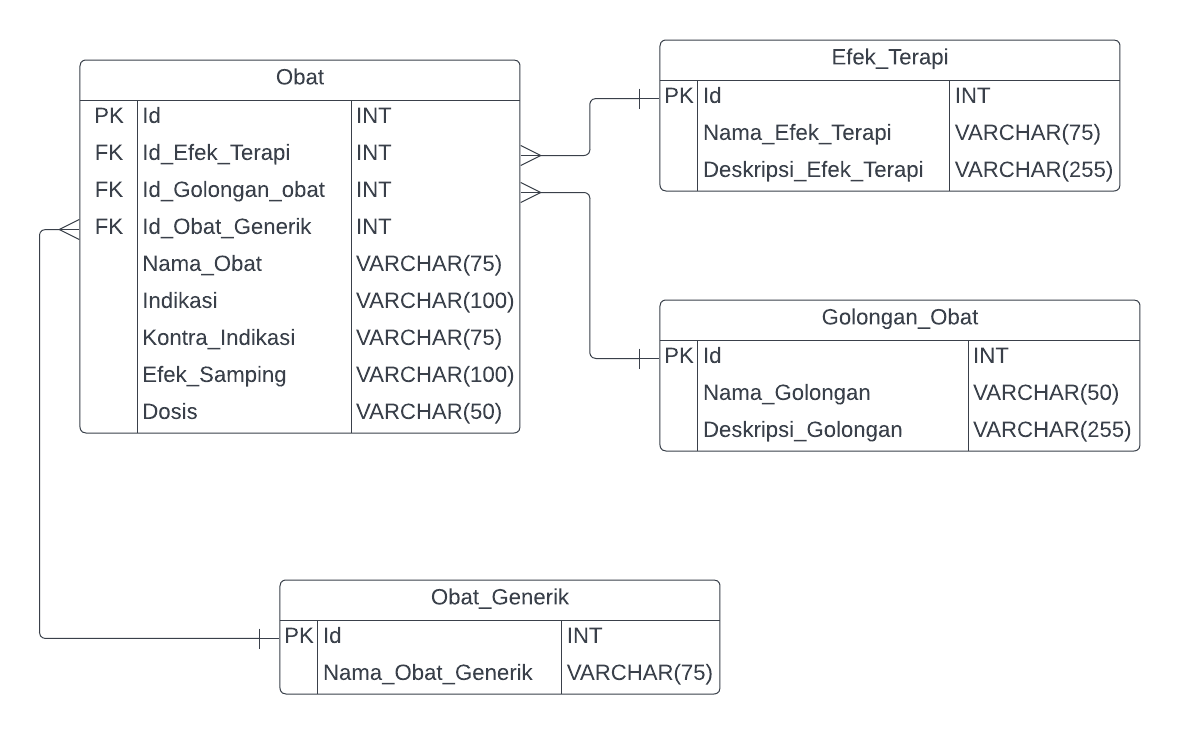 Obat
PK Id INT
FK Id_Efek_Terapi INT
FK Id_Golongan_obat INT
FK Id_Obat_Generik INT
Nama_Obat VARCHAR(75)
Indikasi VARCHAR(100)
Kontra_Indikasi VARCHAR(75)
Efek_Samping VARCHAR(100)
Dosis VARCHAR(50)
Efek_Terapi
PK Id INT
Nama_Efek_Terapi VARCHAR(75)
Deskripsi_Efek_Terapi VARCHAR(255)
Golongan_Obat
PK Id INT
Nama_Golongan VARCHAR(50)
Deskripsi_Golongan VARCHAR(255)
Obat_Generik
PK Id INT
Nama_Obat_Generik VARCHAR(75)